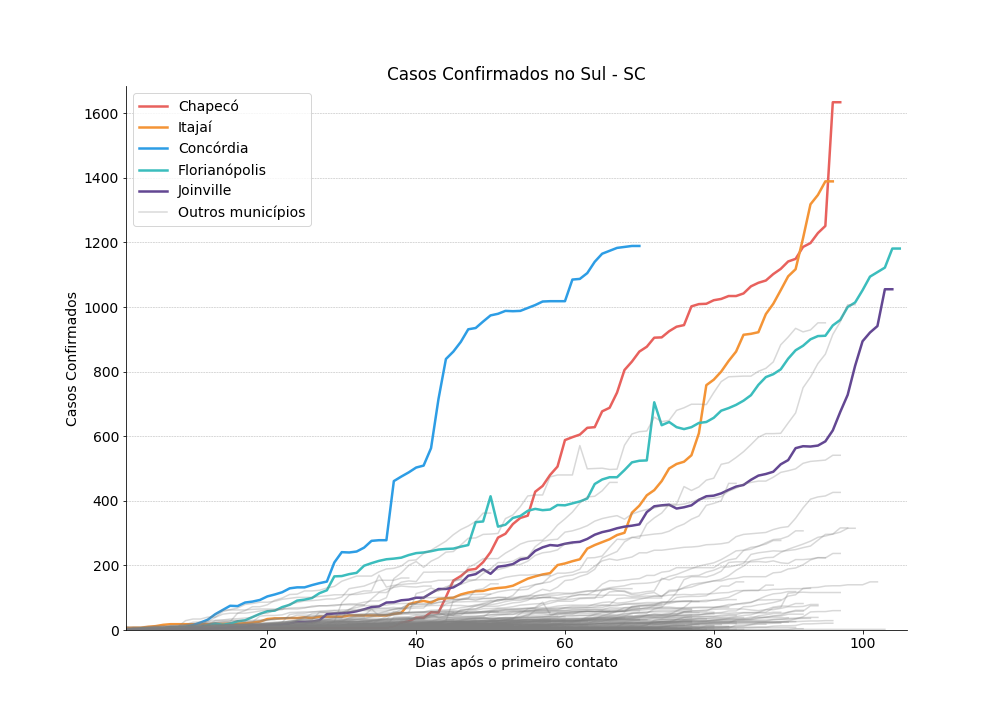 Casos Confirmados no Sul - SC
Chapecó
Itajaí
Concórdia
Florianópolis
Joinville
Outros municípios
Casos Confirmados
1600
1400
1200
1000
800
600
400
200
0
20
40
60
80
100
Dias após o primeiro contato